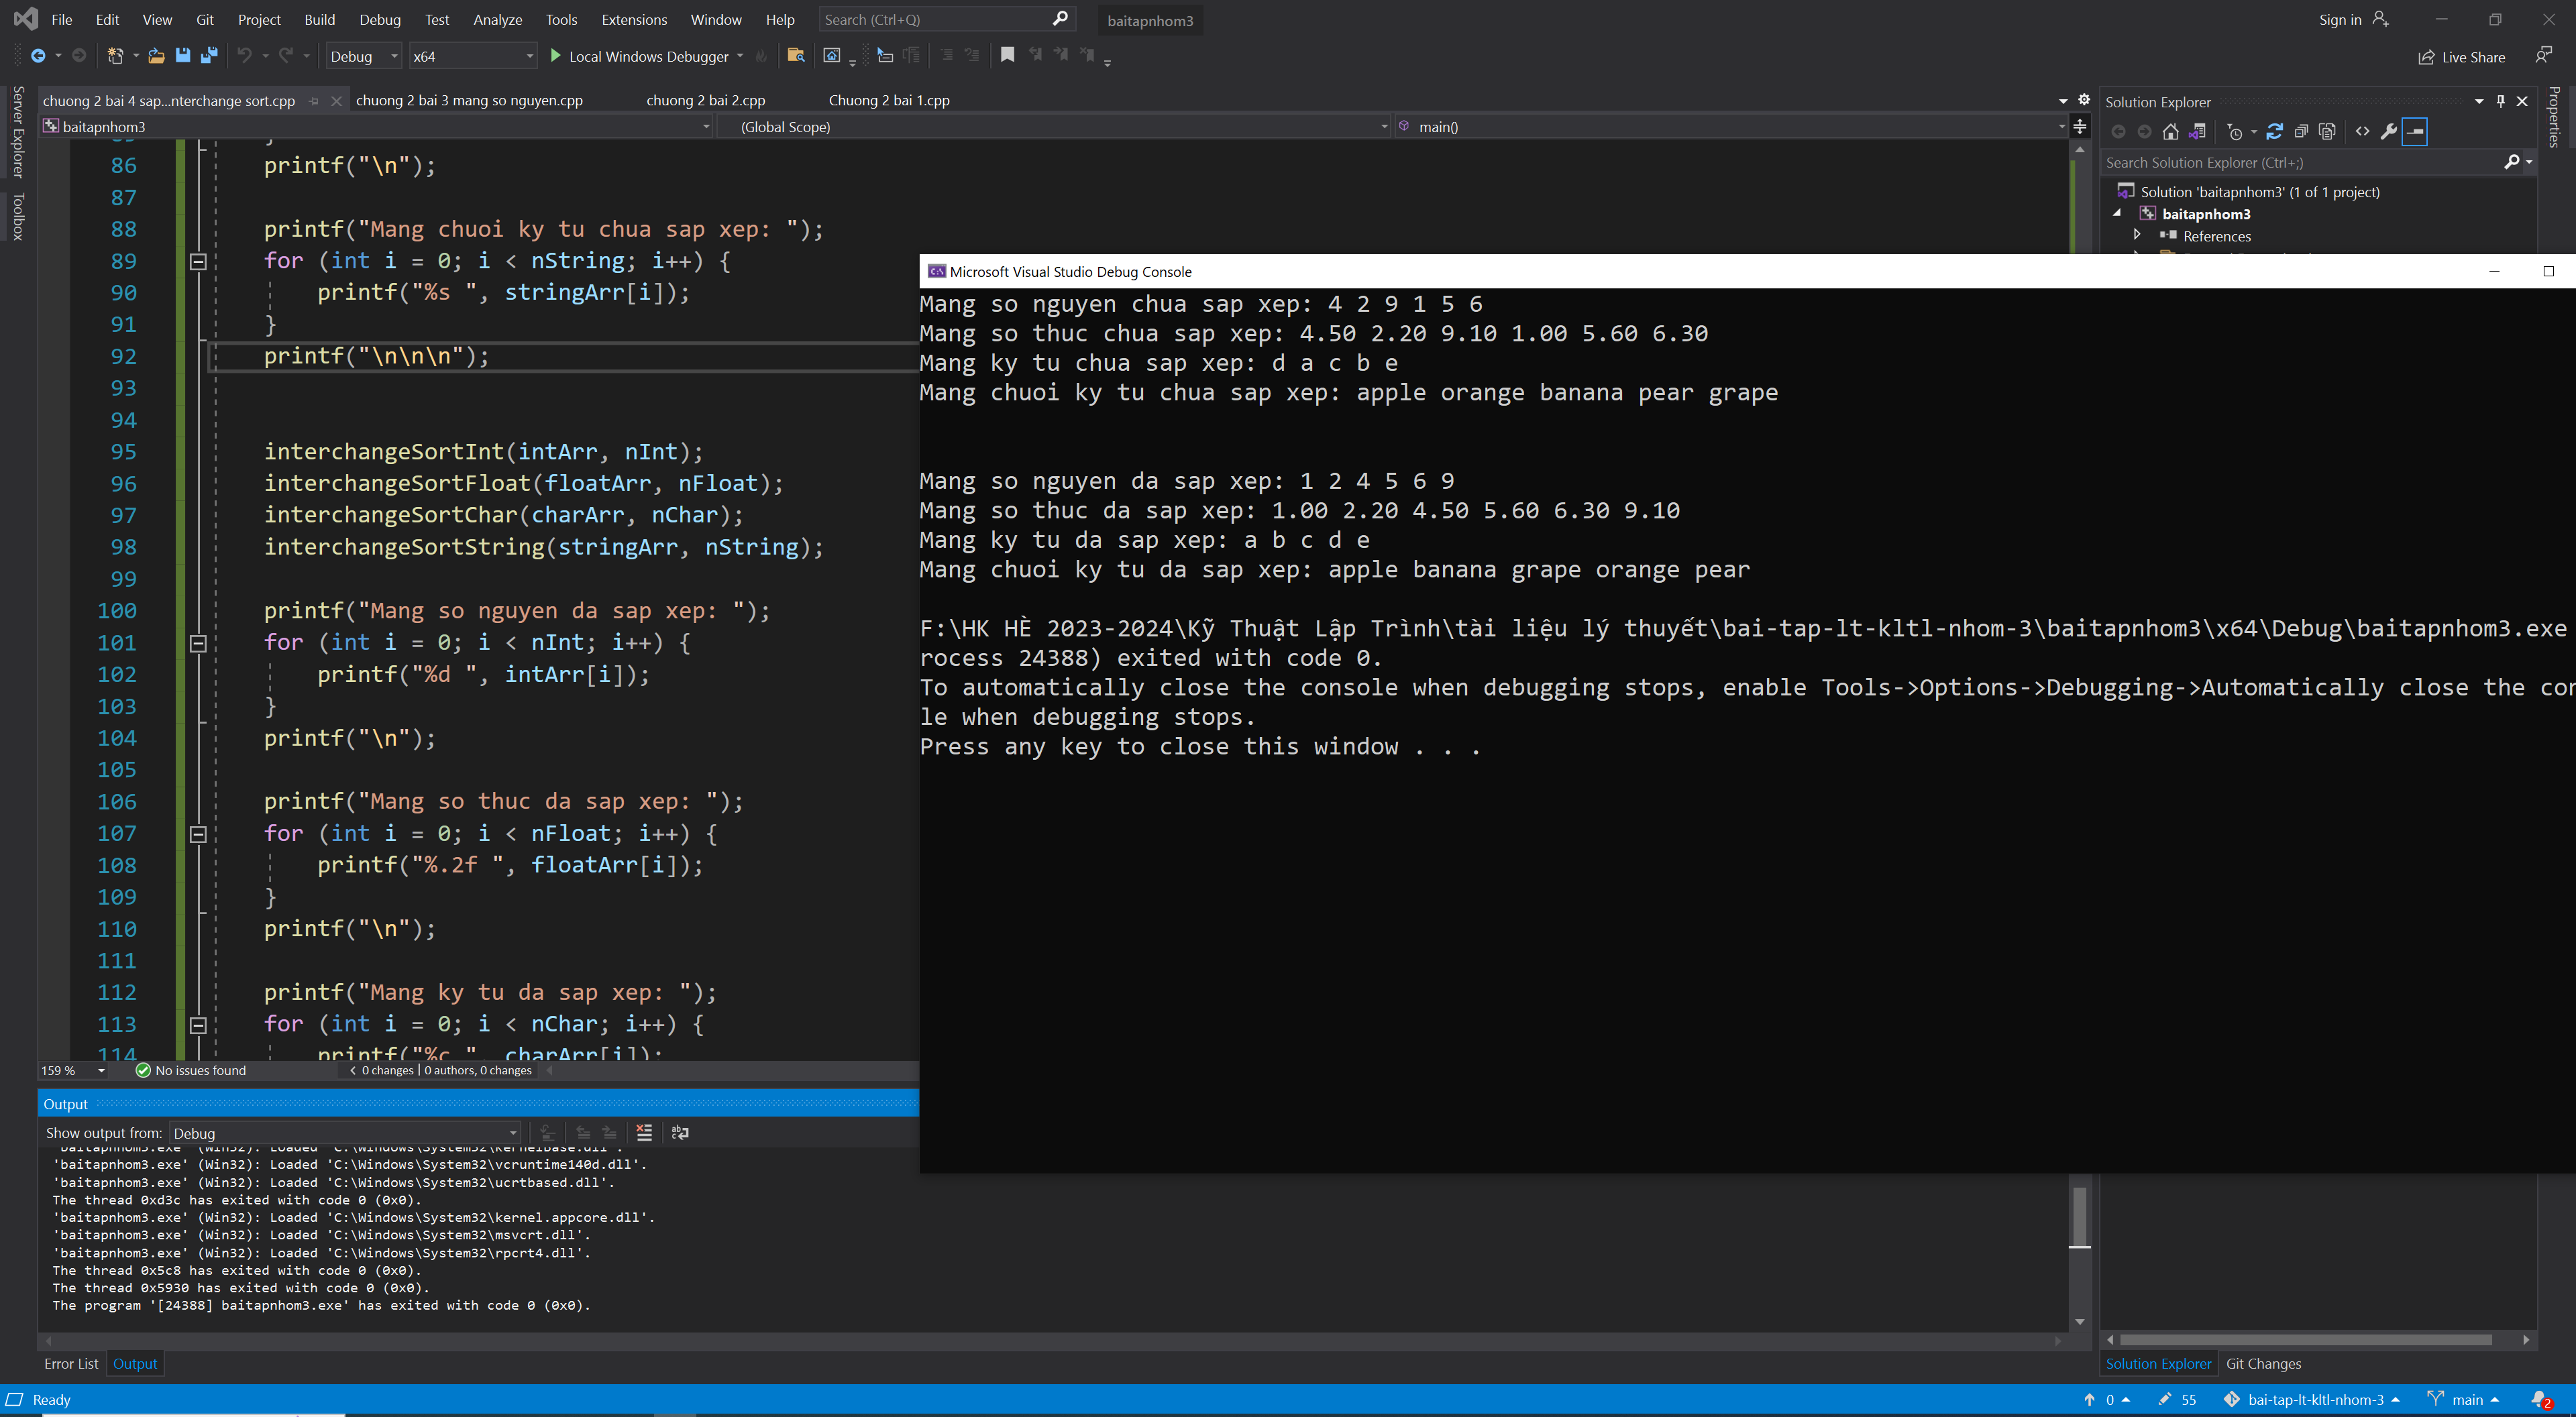 File Edit View Git Project Build Debug Test Analyze Tools Extensions Window Help Search (Ctrl+Q) baitapnhom3 Sign in
Debug x64 Local Windows Debugger Live Share
Server Explorer
Toolbox
chuong 2 bai 4 sap...nterchange sort.cpp chuong 2 bai 3 mang so nguyen.cpp chuong 2 bai 2.cpp Chuong 2 bai 1.cpp
baitapnhom3 (Global Scope) main()
86 printf("\n");
87
88 printf("Mang chuoi ky tu chua sap xep: ");
89 for (int i = 0; i < nString; i++) {
90 printf("%s ", stringArr[i]);
91 }
92 printf("\n\n\n");
93
94
95 interchangeSortInt(intArr, nInt);
96 interchangeSortFloat(floatArr, nFloat);
97 interchangeSortChar(charArr, nChar);
98 interchangeSortString(stringArr, nString);
99
100 printf("Mang so nguyen da sap xep: ");
101 for (int i = 0; i < nInt; i++) {
102 printf("%d ", intArr[i]);
103 }
104 printf("\n");
105
106 printf("Mang so thuc da sap xep: ");
107 for (int i = 0; i < nFloat; i++) {
108 printf("%.2f ", floatArr[i]);
109 }
110 printf("\n");
111
112 printf("Mang ky tu da sap xep: ");
113 for (int i = 0; i < nChar; i++) {
114 printf("%c ", charArr[i]);
159 % No issues found 0 changes | 0 authors, 0 changes
Microsoft Visual Studio Debug Console
Mang so nguyen chua sap xep: 4 2 9 1 5 6
Mang so thuc chua sap xep: 4.50 2.20 9.10 1.00 5.60 6.30
Mang ky tu chua sap xep: d a c b e
Mang chuoi ky tu chua sap xep: apple orange banana pear grape
Mang so nguyen da sap xep: 1 2 4 5 6 9
Mang so thuc da sap xep: 1.00 2.20 4.50 5.60 6.30 9.10
Mang ky tu da sap xep: a b c d e
Mang chuoi ky tu da sap xep: apple banana grape orange pear
F:\HK HÈ 2023-2024\Kỹ Thuật Lập Trình\tài liệu lý thuyết\bai-tap-lt-kltl-nhom-3\baitapnhom3\x64\Debug\baitapnhom3.exe
rocess 24388) exited with code 0.
To automatically close the console when debugging stops, enable Tools->Options->Debugging->Automatically close the con
le when debugging stops.
Press any key to close this window . . .
Solution Explorer
Search Solution Explorer (Ctrl+;)
Solution 'baitapnhom3' (1 of 1 project)
baitapnhom3
References
Properties
Output
Show output from: Debug
'baitapnhom3.exe' (Win32): Loaded 'C:\Windows\System32\KernelBase.dll'.
'baitapnhom3.exe' (Win32): Loaded 'C:\Windows\System32\vcruntime140d.dll'.
'baitapnhom3.exe' (Win32): Loaded 'C:\Windows\System32\ucrtbased.dll'.
The thread 0xd3c has exited with code 0 (0x0).
'baitapnhom3.exe' (Win32): Loaded 'C:\Windows\System32\kernel.appcore.dll'.
'baitapnhom3.exe' (Win32): Loaded 'C:\Windows\System32\msvcrt.dll'.
'baitapnhom3.exe' (Win32): Loaded 'C:\Windows\System32\rpcrt4.dll'.
The thread 0x5c8 has exited with code 0 (0x0).
The thread 0x5930 has exited with code 0 (0x0).
The program '[24388] baitapnhom3.exe' has exited with code 0 (0x0).
Error List Output
Solution Explorer Git Changes
Ready 0 55 bai-tap-lt-kltl-nhom-3 main 2